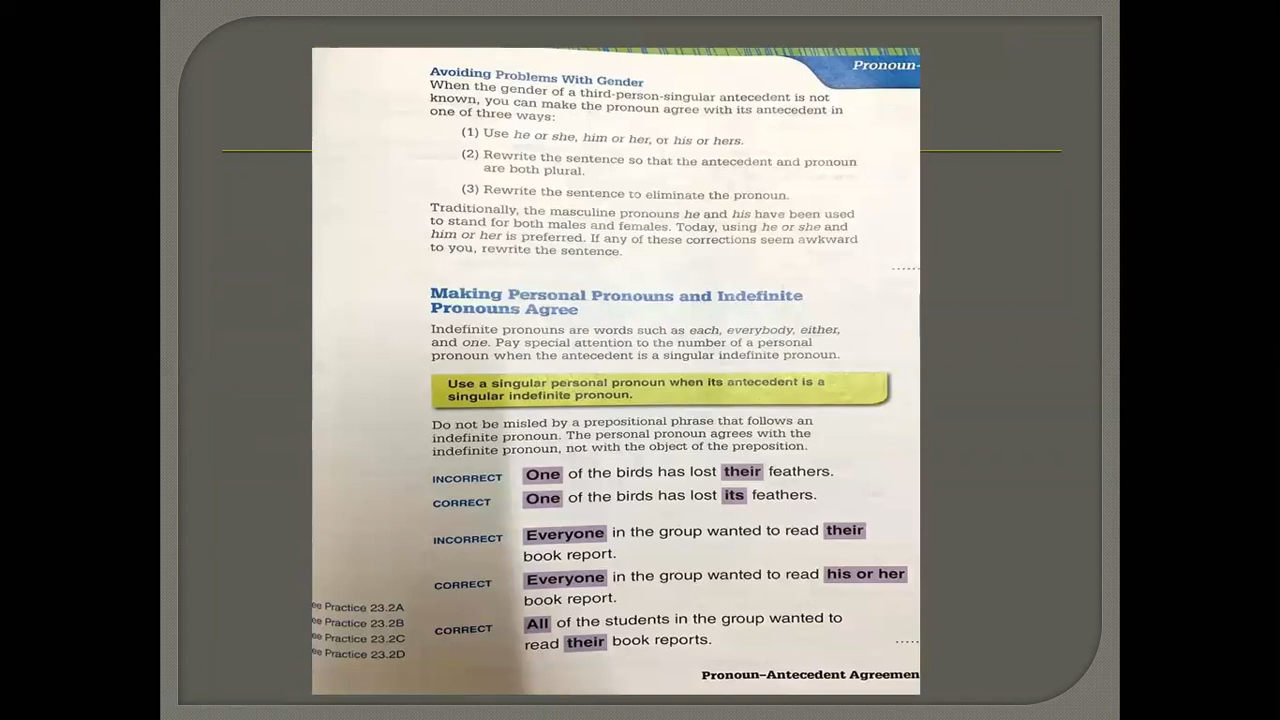 Pronoun-
Avoiding Problems With Gender
When the gender of a third-person-singular antecedent is not
known, you can make the pronoun agree with its antecedent in
one of three ways:
(1) Use he or she, him or her, or his or hers.
(2) Rewrite the sentence so that the antecedent and pronoun
are both plural.
(3) Rewrite the sentence to eliminate the pronoun.
Traditionally, the masculine pronouns he and his have been used
to stand for both males and females. Today, using he or she and
him or her is preferred. If any of these corrections seem awkward
to you, rewrite the sentence.
Making Personal Pronouns and Indefinite
Pronouns Agree
Indefinite pronouns are words such as each, everybody, either,
and one. Pay special attention to the number of a personal
pronoun when the antecedent is a singular indefinite pronoun.
Use a singular personal pronoun when its antecedent is a
singular indefinite pronoun.
Do not be misled by a prepositional phrase that follows an
indefinite pronoun. The personal pronoun agrees with the
indefinite pronoun, not with the object of the preposition.
INCORRECT One of the birds has lost their feathers.
CORRECT One of the birds has lost its feathers.
INCORRECT Everyone in the group wanted to read their
book report.
CORRECT Everyone in the group wanted to read his or her
book report.
CORRECT All of the students in the group wanted to
read their book reports.
ee Practice 23.2A
ee Practice 23.2B
ee Practice 23.2C
ee Practice 23.2D
Pronoun–Antecedent Agreemen